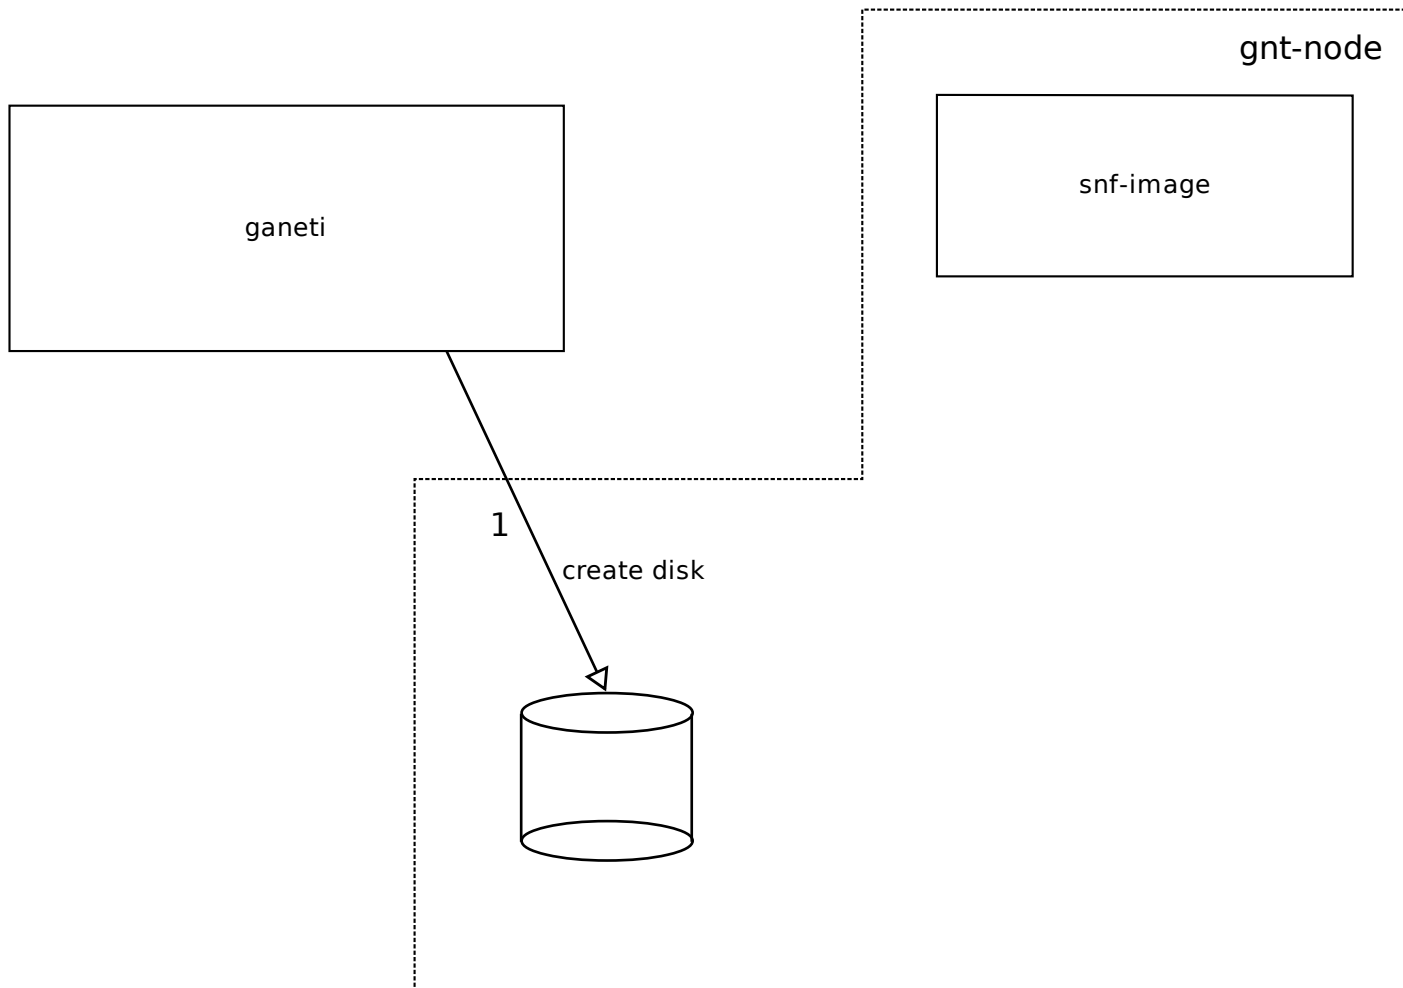 gnt-node
snf-image
ganeti
1
create disk